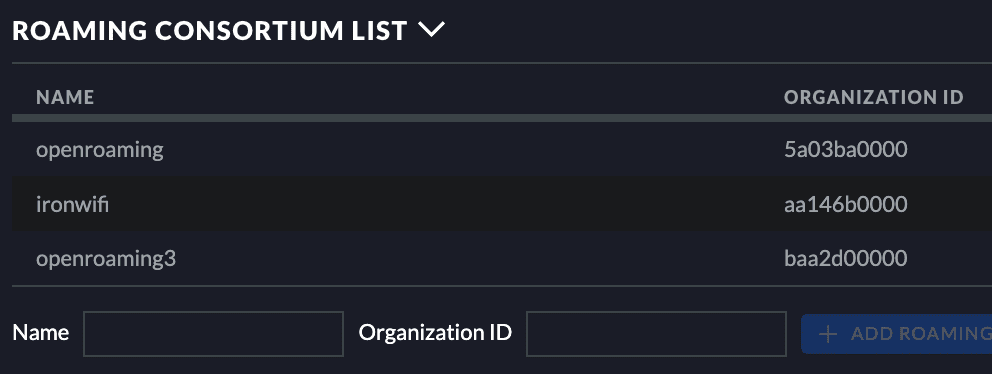 ROAMING CONSORTIUM LIST
NAME ORGANIZATION ID
openroaming 5a03ba0000
ironwifi aa146b0000
openroaming3 baa2d00000
Name Organization ID + ADD ROAMING